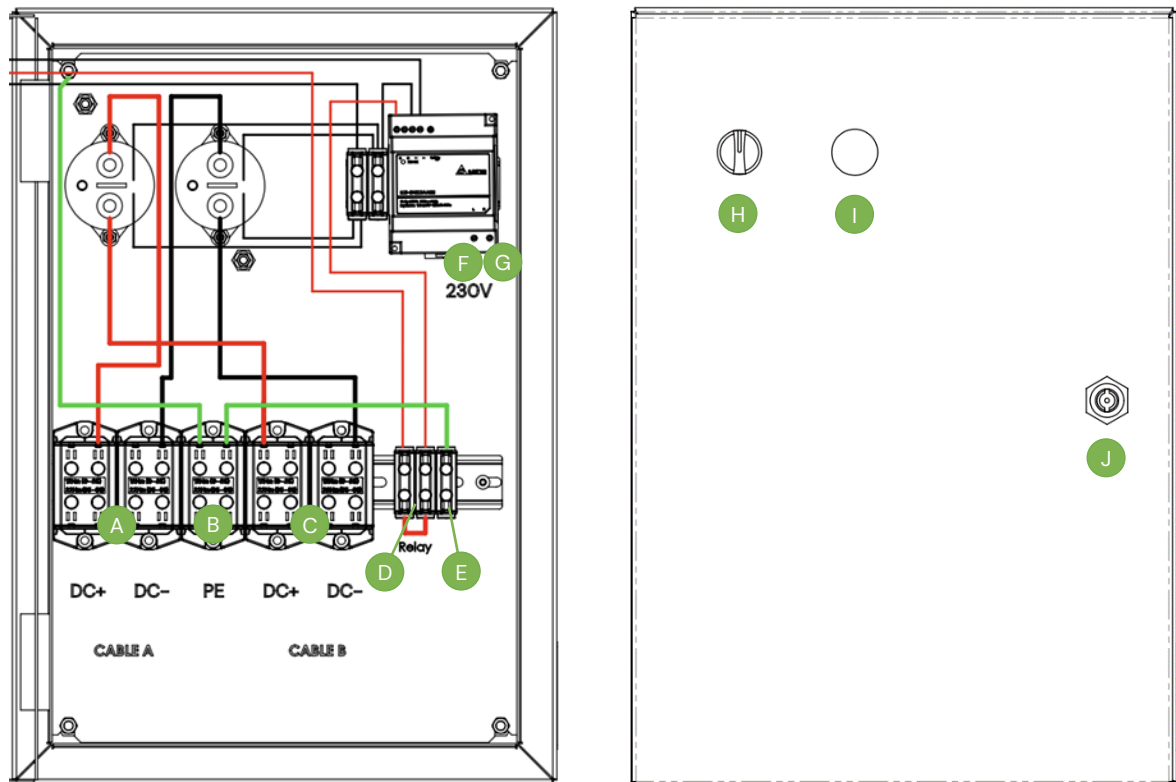 H
I
F
G
230V
J
A
B
C
Relay
D
E
DC+ DC- PE DC+ DC-
CABLE A
CABLE B